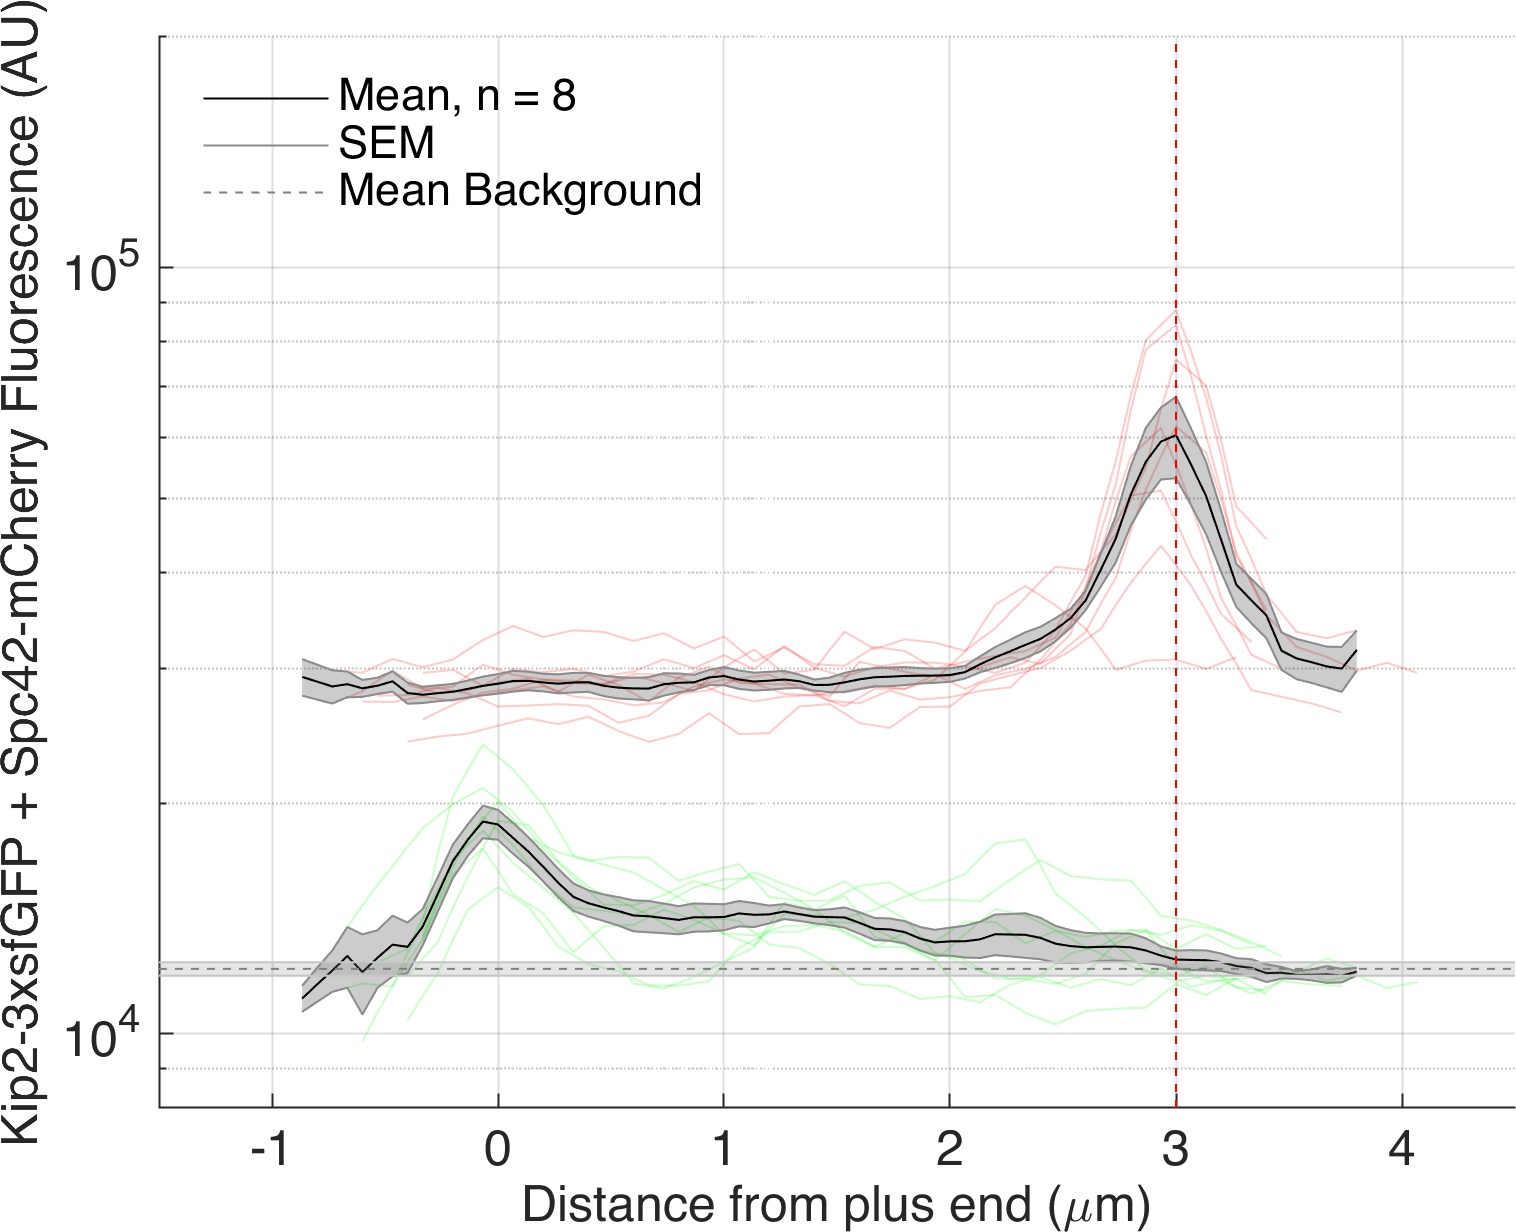 Kip2-3xsfGFP + Spc42-mCherry Fluorescence (AU)
Mean, n = 8
SEM
Mean Background
10^5
10^4
-1 0 1 2 3 4
Distance from plus end (μm)